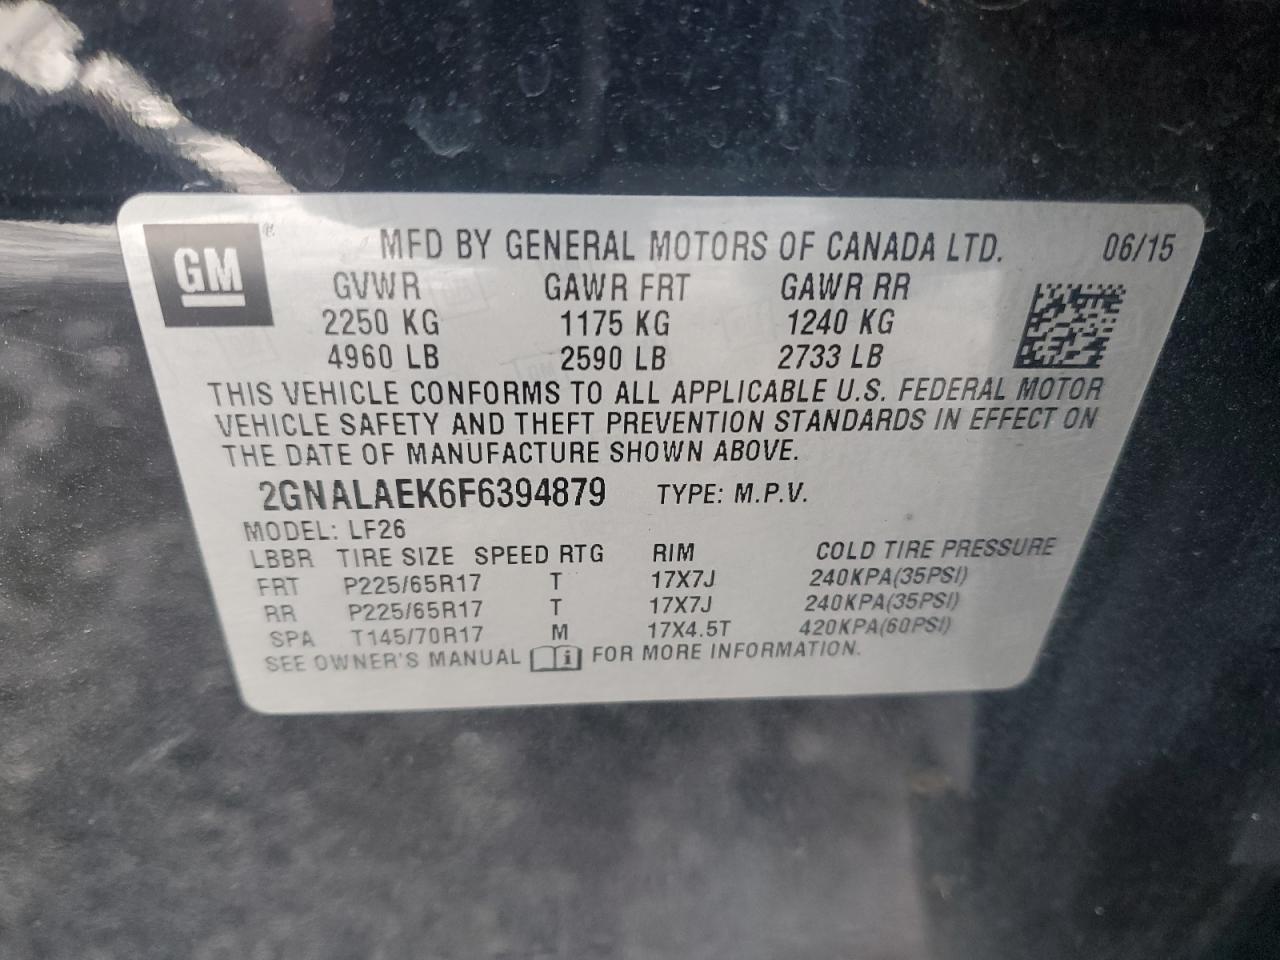 GM ® MFD BY GENERAL MOTORS OF CANADA LTD. 06/15
GVWR GAWR FRT GAWR RR
2250 KG 1175 KG 1240 KG
4960 LB 2590 LB 2733 LB
THIS VEHICLE CONFORMS TO ALL APPLICABLE U.S. FEDERAL MOTOR
VEHICLE SAFETY AND THEFT PREVENTION STANDARDS IN EFFECT ON
THE DATE OF MANUFACTURE SHOWN ABOVE.
2GNALAEK6F6394879 TYPE: M.P.V.
MODEL: LF26
LBBR TIRE SIZE SPEED RTG RIM COLD TIRE PRESSURE
FRT P225/65R17 T 17X7J 240KPA(35PSI)
RR P225/65R17 T 17X7J 240KPA(35PSI)
SPA T145/70R17 M 17X4.5T 420KPA(60PSI)
SEE OWNER'S MANUAL i FOR MORE INFORMATION.